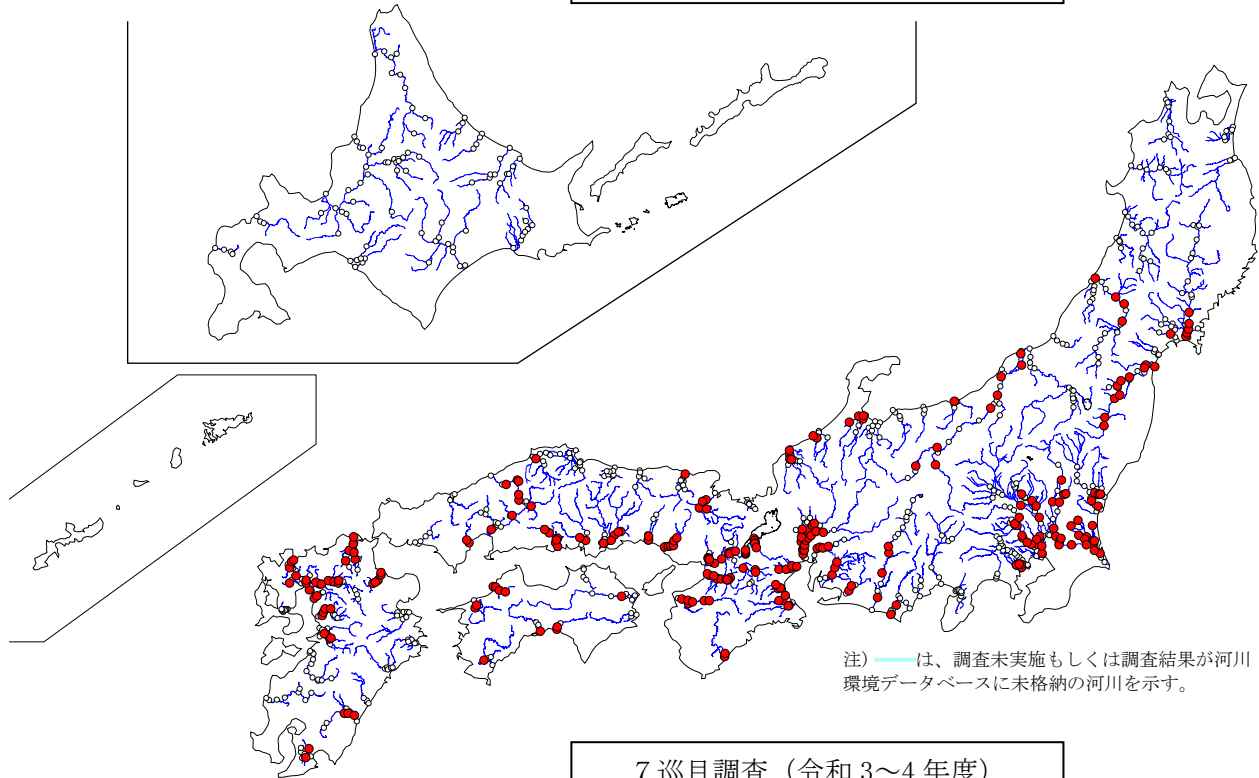 注) は、調査未実施もしくは調査結果が河川
環境データベースに未格納の河川を示す。
7巡目調査（令和3～4年度）